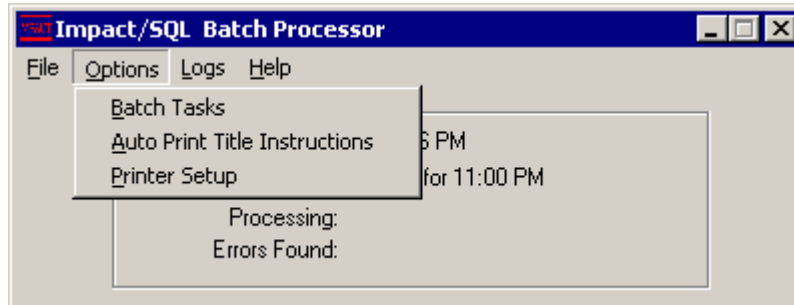 Impact/SQL Batch Processor
File Options Logs Help
Batch Tasks
Auto Print Title Instructions
PM
Printer Setup
for 11:00 PM
Processing:
Errors Found: